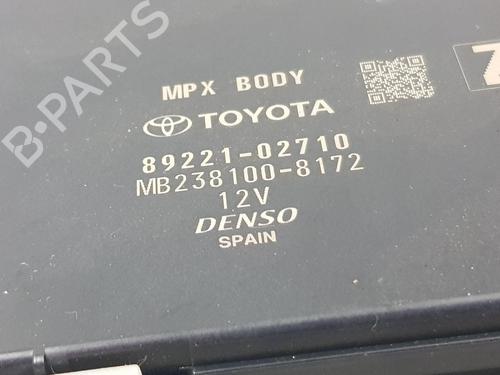 MPX BODY
TOYOTA
89221-02710
MB238100-8172
12V
DENSO
SPAIN
B-PARTS